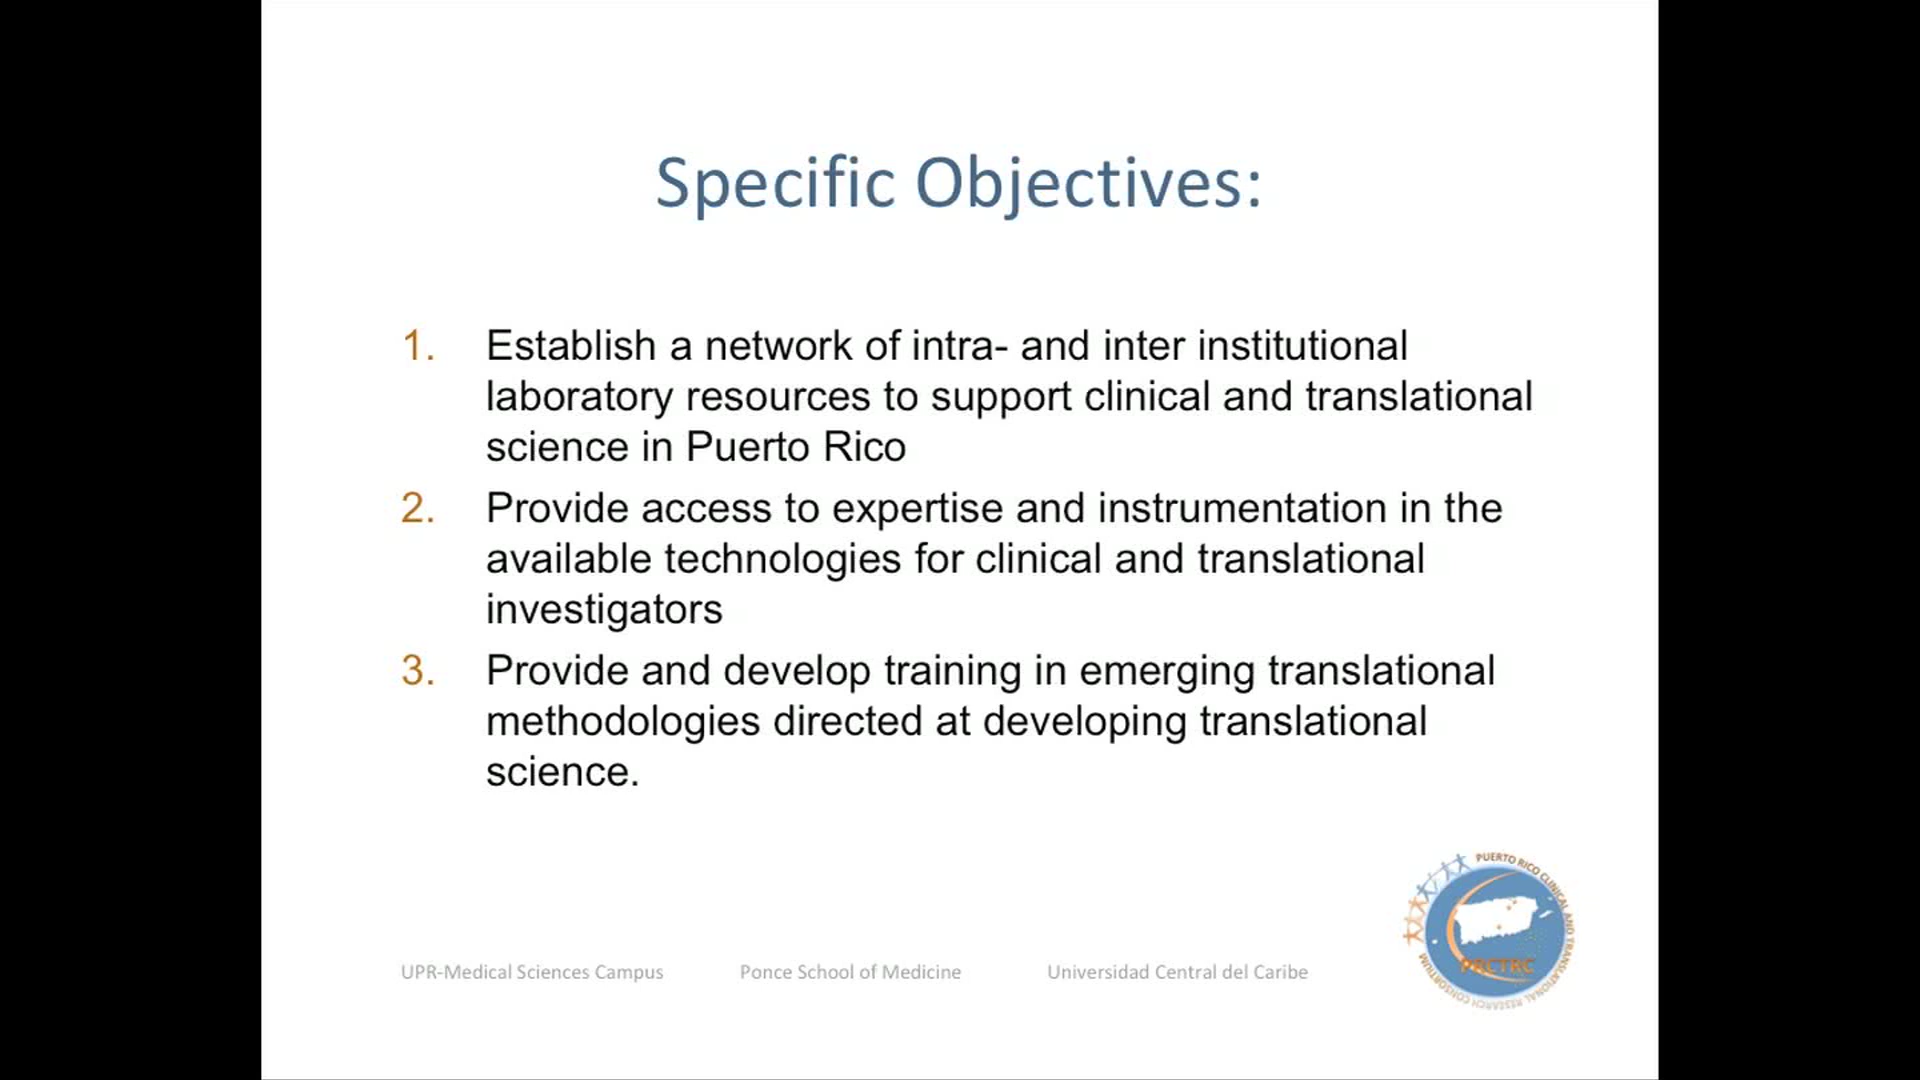 Specific Objectives:
1. Establish a network of intra- and inter institutional
laboratory resources to support clinical and translational
science in Puerto Rico
2. Provide access to expertise and instrumentation in the
available technologies for clinical and translational
investigators
3. Provide and develop training in emerging translational
methodologies directed at developing translational
science.
UPR-Medical Sciences Campus Ponce School of Medicine Universidad Central del Caribe
PUERTO RICO CLINICAL AND TRANSLATIONAL RESEARCH CONSORTIUM
PRCTRC